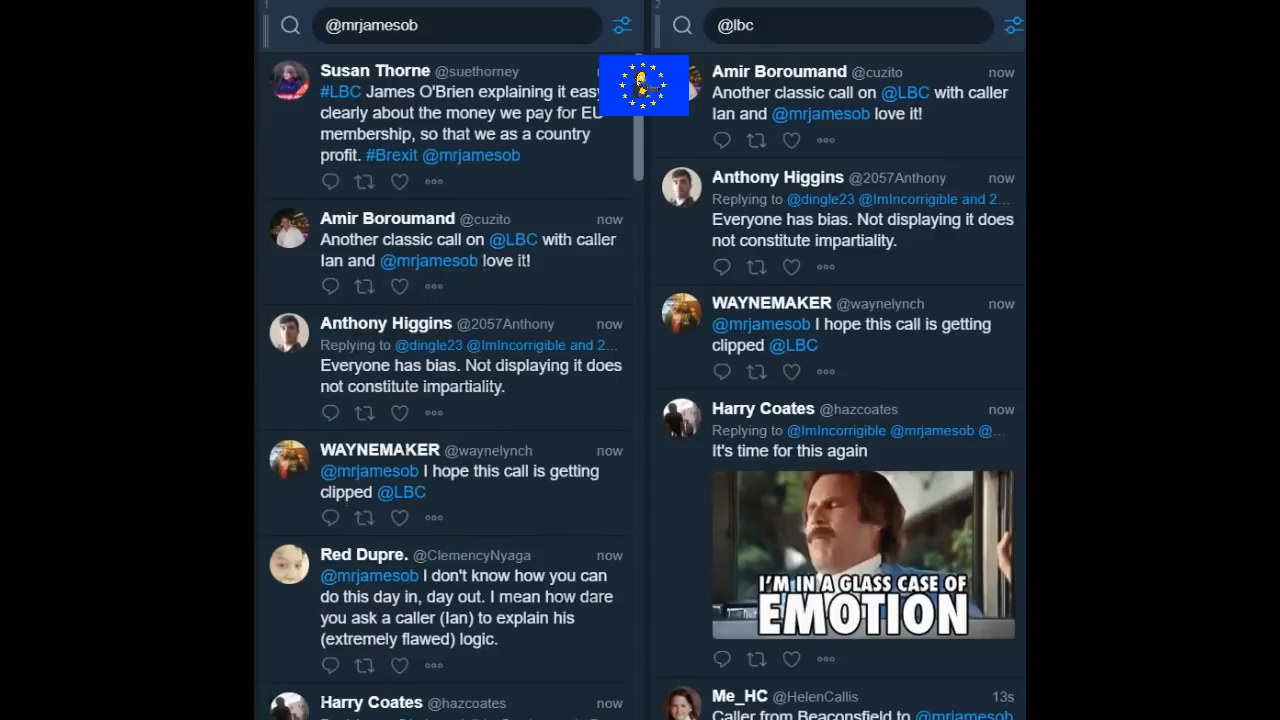 1
@mrjamesob
Susan Thorne @suethorney
#LBC James O'Brien explaining it easy
clearly about the money we pay for EU
membership, so that we as a country
profit. #Brexit @mrjamesob
Amir Boroumand @cuzito now
Another classic call on @LBC with caller
Ian and @mrjamesob love it!
Anthony Higgins @2057Anthony now
Replying to @dingle23 @ImIncorrigible and 2...
Everyone has bias. Not displaying it does
not constitute impartiality.
WAYNEMAKER @waynelynch now
@mrjamesob I hope this call is getting
clipped @LBC
Red Dupre. @ClemencyNyaga now
@mrjamesob I don't know how you can
do this day in, day out. I mean how dare
you ask a caller (Ian) to explain his
(extremely flawed) logic.
Harry Coates @hazcoates now
2
@lbc
Amir Boroumand @cuzito now
Another classic call on @LBC with caller
Ian and @mrjamesob love it!
Anthony Higgins @2057Anthony now
Replying to @dingle23 @ImIncorrigible and 2...
Everyone has bias. Not displaying it does
not constitute impartiality.
WAYNEMAKER @waynelynch now
@mrjamesob I hope this call is getting
clipped @LBC
Harry Coates @hazcoates now
Replying to @ImIncorrigible @mrjamesob @...
It's time for this again
I'M IN A GLASS CASE OF
EMOTION
Me_HC @HelenCallis 13s
Caller from Beaconsfield to @mrjamesob